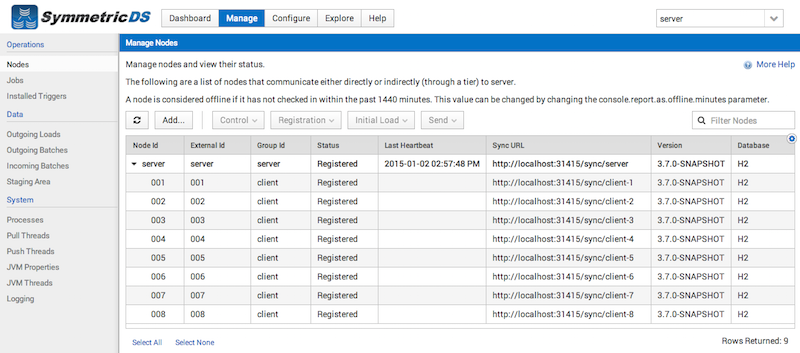 SymmetricDS
Dashboard Manage Configure Explore Help
server
Operations
Nodes
Jobs
Installed Triggers
Data
Outgoing Loads
Outgoing Batches
Incoming Batches
Staging Area
System
Processes
Pull Threads
Push Threads
JVM Properties
JVM Threads
Logging
Manage Nodes
Manage nodes and view their status.
More Help
The following are a list of nodes that communicate either directly or indirectly (through a tier) to server.
A node is considered offline if it has not checked in within the past 1440 minutes. This value can be changed by changing the console.report.as.offline.minutes parameter.
Add... Control Registration Initial Load Send Filter Nodes
Node Id External Id Group Id Status Last Heartbeat Sync URL Version Database
server server server Registered 2015-01-02 02:57:48 PM http://localhost:31415/sync/server 3.7.0-SNAPSHOT H2
001 001 client Registered http://localhost:31415/sync/client-1 3.7.0-SNAPSHOT H2
002 002 client Registered http://localhost:31415/sync/client-2 3.7.0-SNAPSHOT H2
003 003 client Registered http://localhost:31415/sync/client-3 3.7.0-SNAPSHOT H2
004 004 client Registered http://localhost:31415/sync/client-4 3.7.0-SNAPSHOT H2
005 005 client Registered http://localhost:31415/sync/client-5 3.7.0-SNAPSHOT H2
006 006 client Registered http://localhost:31415/sync/client-6 3.7.0-SNAPSHOT H2
007 007 client Registered http://localhost:31415/sync/client-7 3.7.0-SNAPSHOT H2
008 008 client Registered http://localhost:31415/sync/client-8 3.7.0-SNAPSHOT H2
Select All Select None Rows Returned: 9